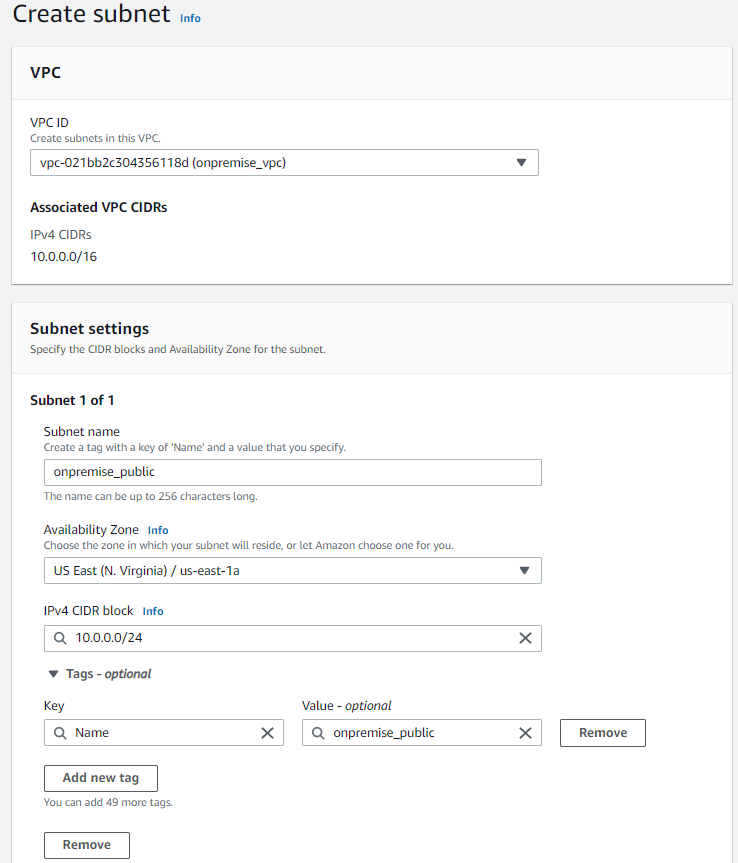 Create subnet Info
VPC
VPC ID
Create subnets in this VPC.
vpc-021bb2c304356118d (onpremise_vpc)
Associated VPC CIDRs
IPv4 CIDRs
10.0.0.0/16
Subnet settings
Specify the CIDR blocks and Availability Zone for the subnet.
Subnet 1 of 1
Subnet name
Create a tag with a key of 'Name' and a value that you specify.
onpremise_public
The name can be up to 256 characters long.
Availability Zone Info
Choose the zone in which your subnet will reside, or let Amazon choose one for you.
US East (N. Virginia) / us-east-1a
IPv4 CIDR block Info
10.0.0.0/24
Tags - optional
Key Value - optional
Name onpremise_public Remove
Add new tag
You can add 49 more tags.
Remove